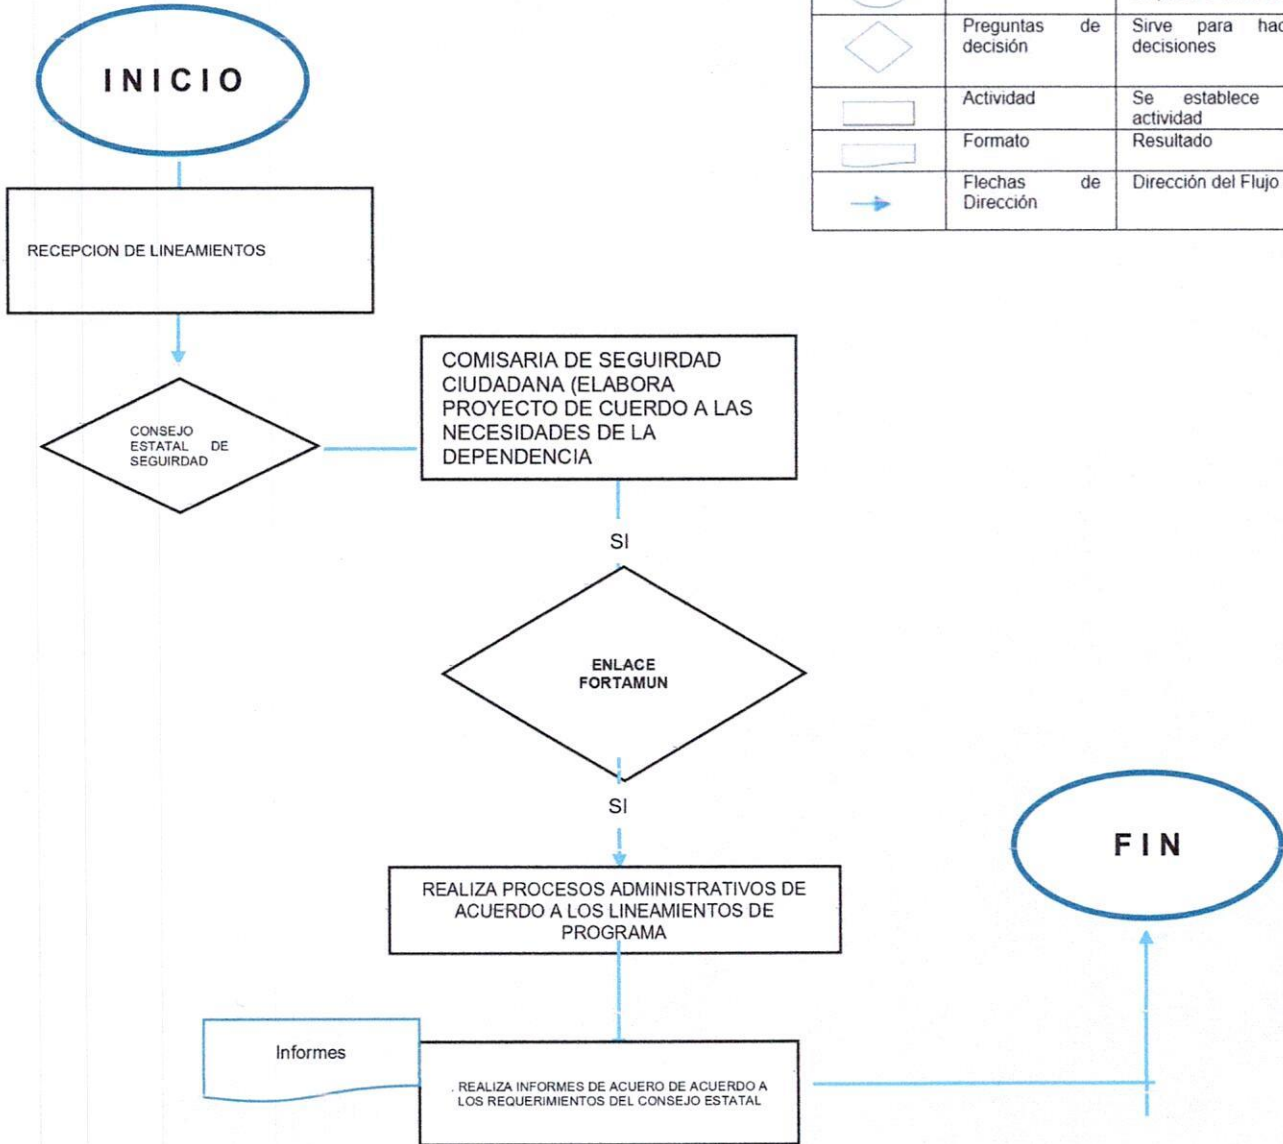 INICIO
Preguntas de
decisión
Sirve para
decisiones
Actividad
Se establece
actividad
Formato
Resultado
Flechas de
Dirección
Dirección del Flujo
RECEPCION DE LINEAMIENTOS
CONSEJO
ESTATAL DE
SEGUIRDAD
COMISARIA DE SEGUIRDAD
CIUDADANA (ELABORA
PROYECTO DE CUERDO A LAS
NECESIDADES DE LA
DEPENDENCIA
SI
ENLACE
FORTAMUN
SI
REALIZA PROCESOS ADMINISTRATIVOS DE
ACUERDO A LOS LINEAMIENTOS DE
PROGRAMA
Informes
. REALIZA INFORMES DE ACUERO DE ACUERDO A
LOS REQUERIMIENTOS DEL CONSEJO ESTATAL
FIN